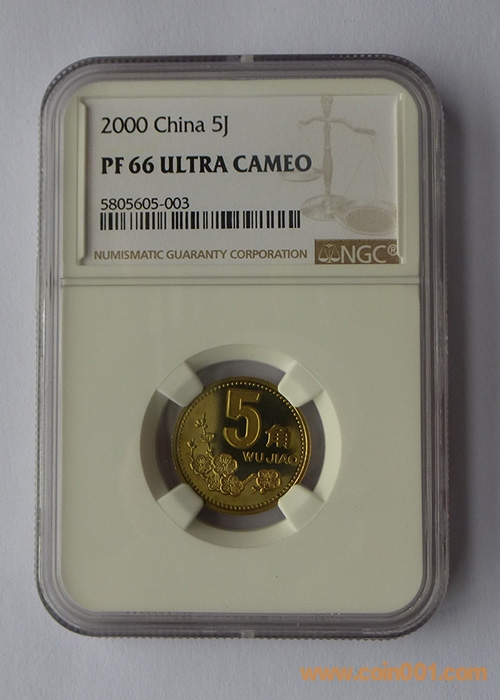 2000 China 5J
PF 66 ULTRA CAMEO
5805605-003
NUMISMATIC GUARANTY CORPORATION
NGC®
5角
WU JIAO
www.coin001.com